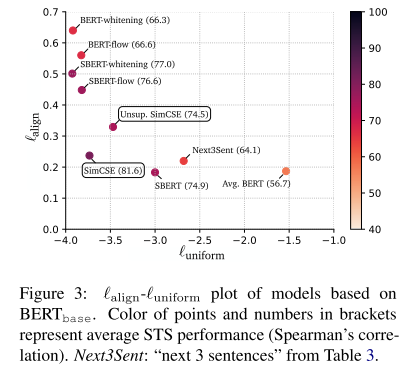 0.7
0.6
0.5
0.4
0.3
0.2
0.1
0.0
ℓalign
BERT-whitening (66.3)
BERT-flow (66.6)
SBERT-whitening (77.0)
SBERT-flow (76.6)
Unsup. SimCSE (74.5)
Next3Sent (64.1)
SimCSE (81.6)
SBERT (74.9)
Avg. BERT (56.7)
−4.0 −3.5 −3.0 −2.5 −2.0 −1.5 −1.0
ℓuniform
100
90
80
70
60
50
40
Figure 3: ℓalign-ℓuniform plot of models based on
BERTbase. Color of points and numbers in brackets
represent average STS performance (Spearman's corre-
lation). Next3Sent: “next 3 sentences” from Table 3.